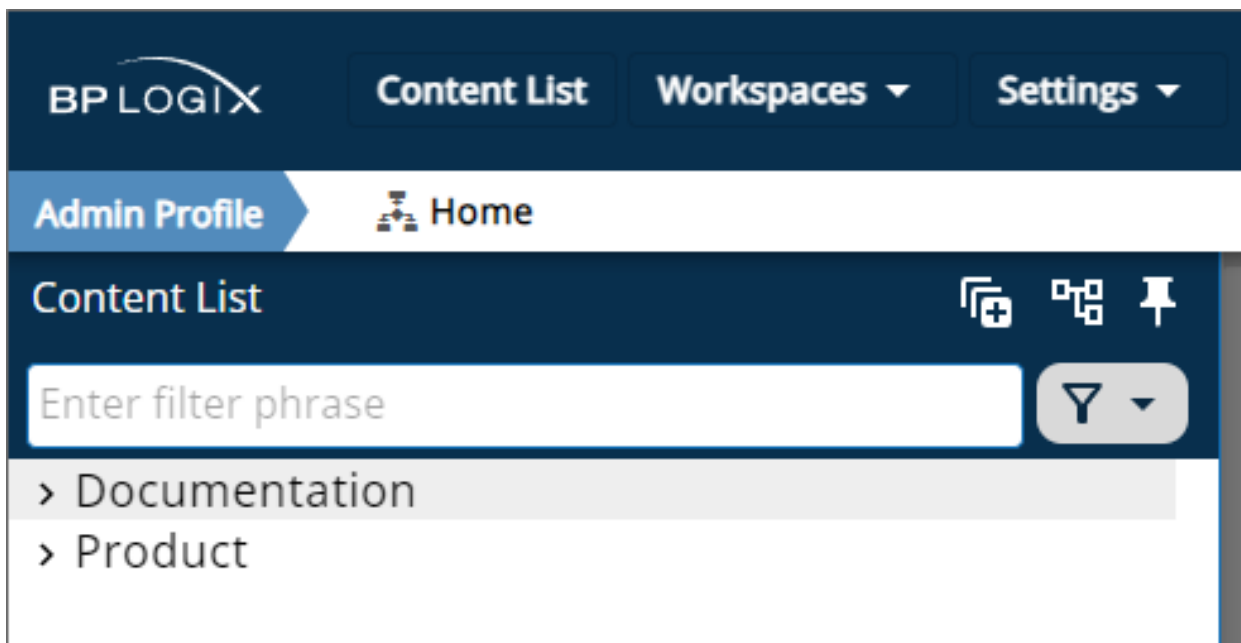 BP LOGIX
Content List
Workspaces
Settings
Admin Profile
Home
Content List
Enter filter phrase
Documentation
Product